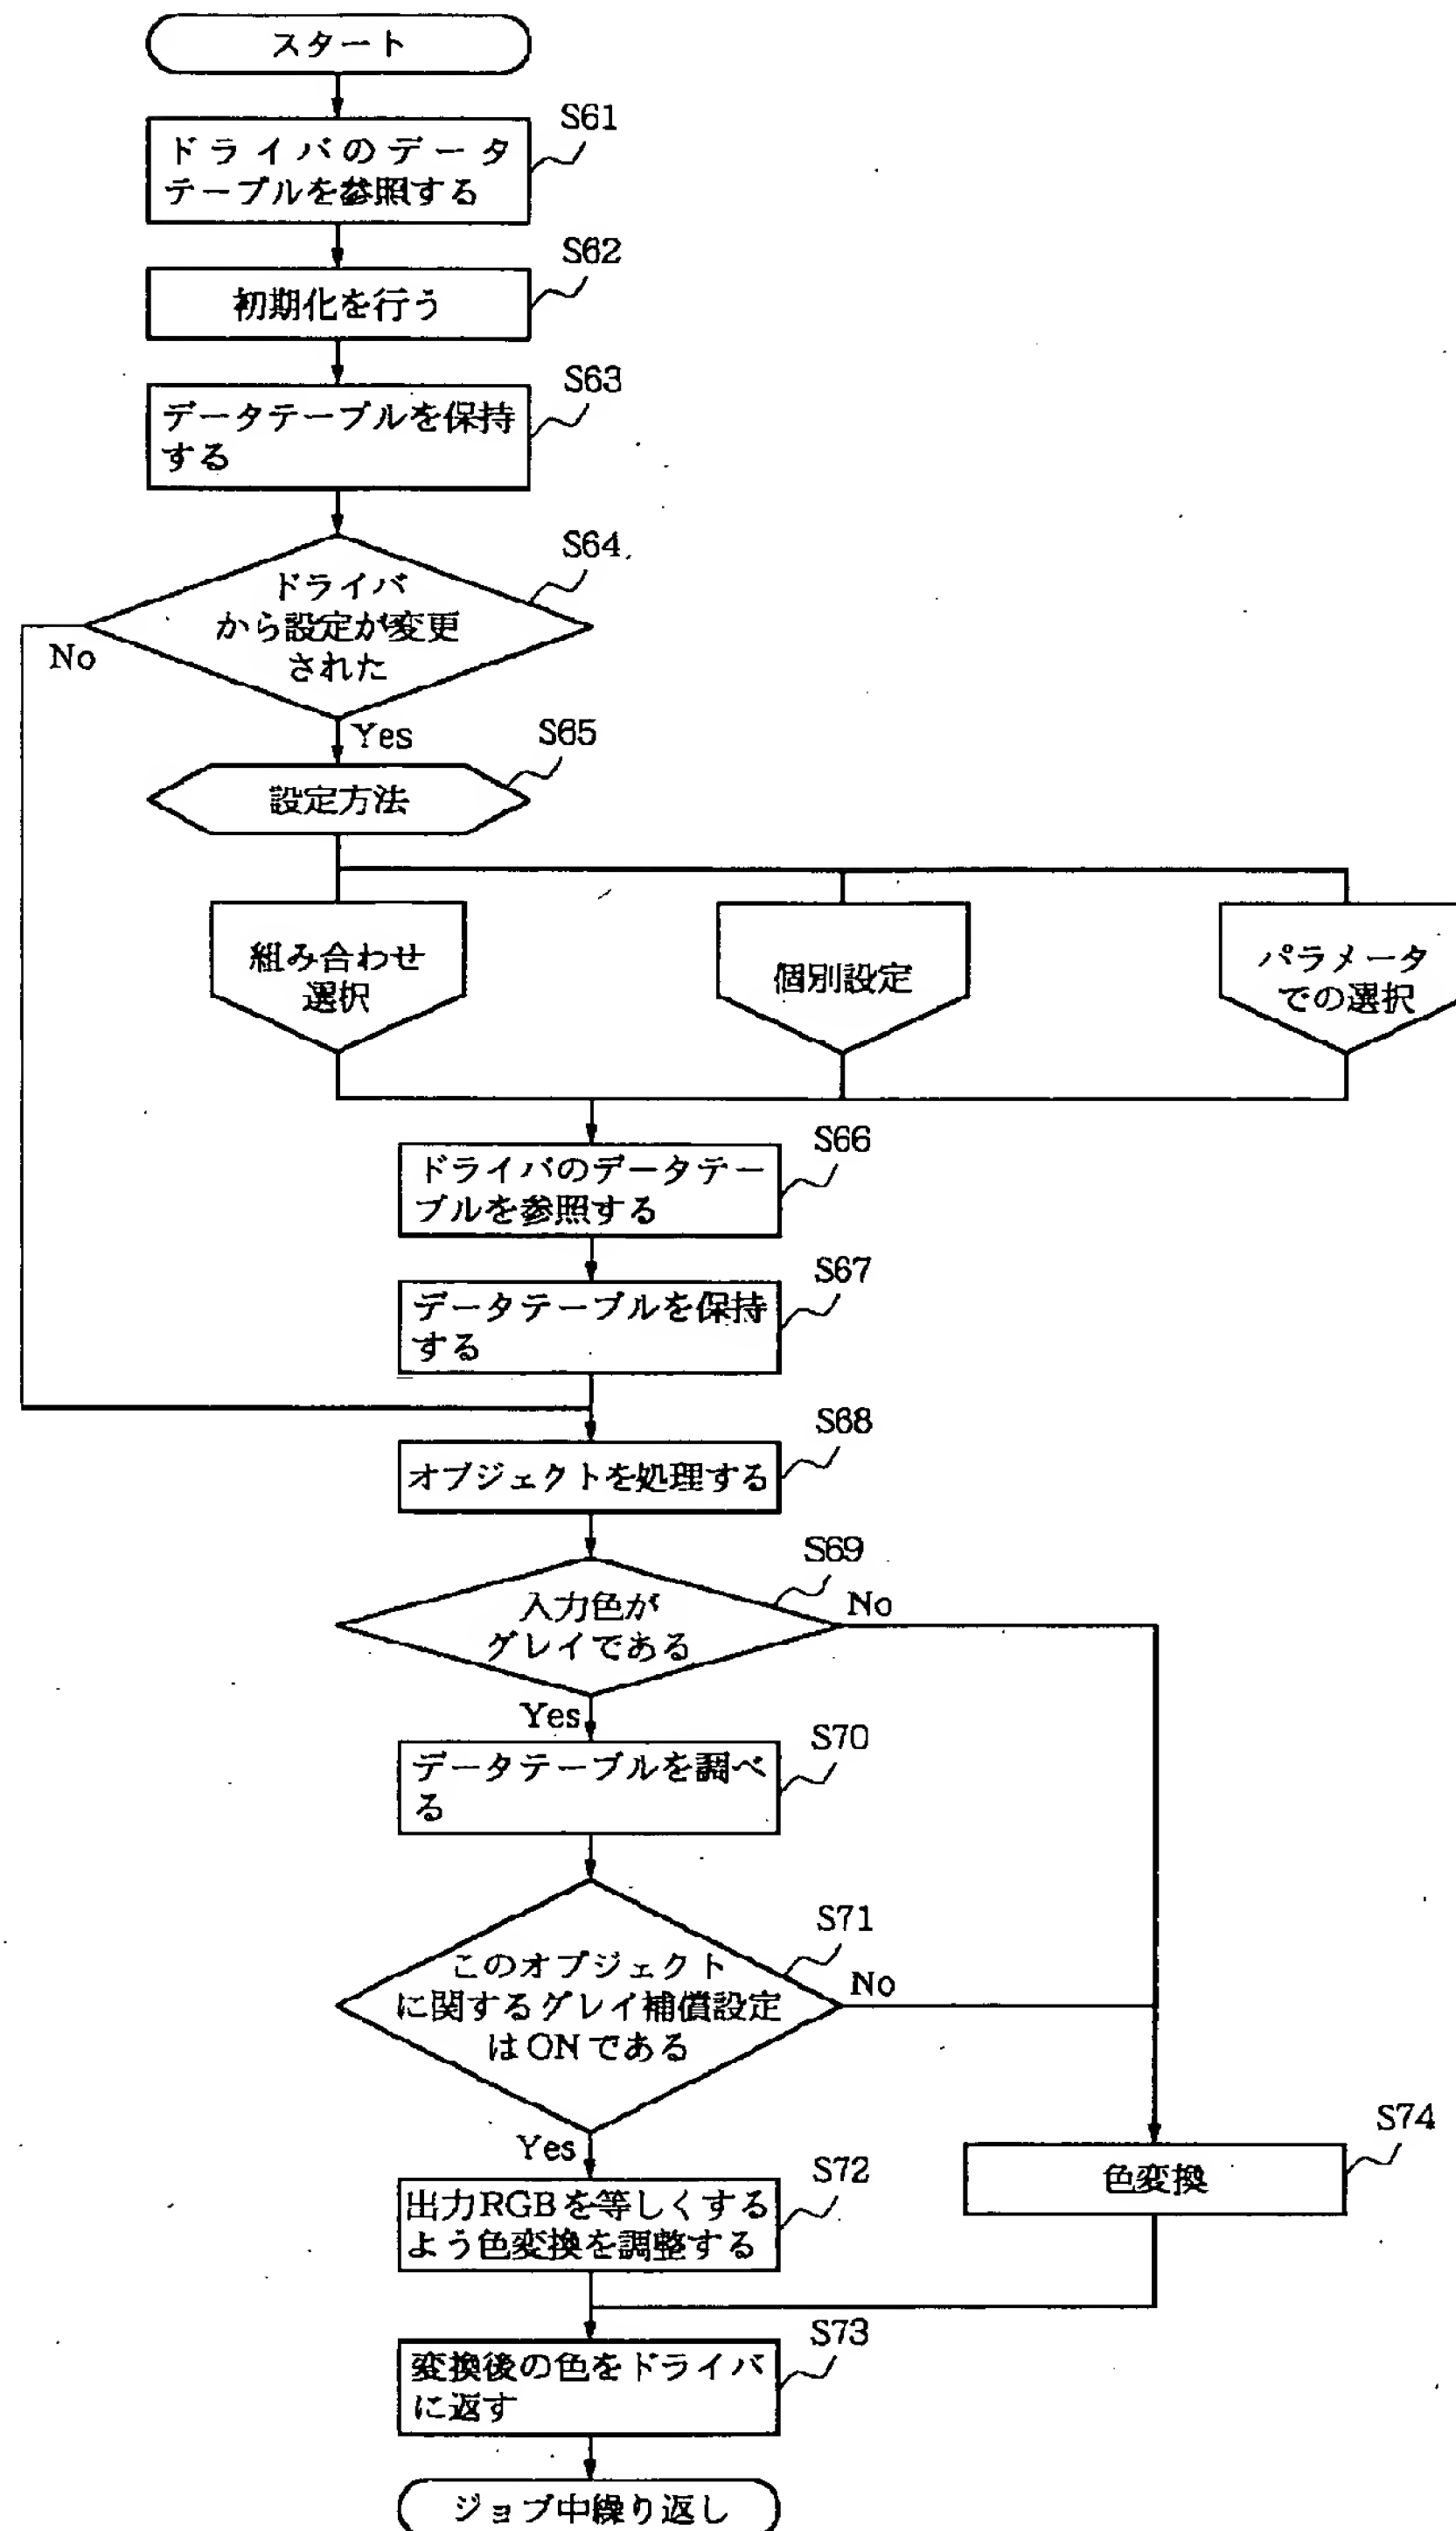 スタート
S61
ドライバのデータ
テーブルを参照する
S62
初期化を行う
S63
データテーブルを保持
する
S64
ドライバ
から設定が変更
された
No
Yes
S65
設定方法
組み合わせ
選択
個別設定
パラメータ
での選択
S66
ドライバのデータテー
ブルを参照する
S67
データテーブルを保持
する
S68
オブジェクトを処理する
S69
入力色が
グレイである
No
Yes
S70
データテーブルを調べ
る
S71
このオブジェクト
に関するグレイ補償設定
はONである
No
Yes
S72
出力RGBを等しくする
よう色変換を調整する
S74
色変換
S73
変換後の色をドライバ
に返す
ジョブ中繰り返し